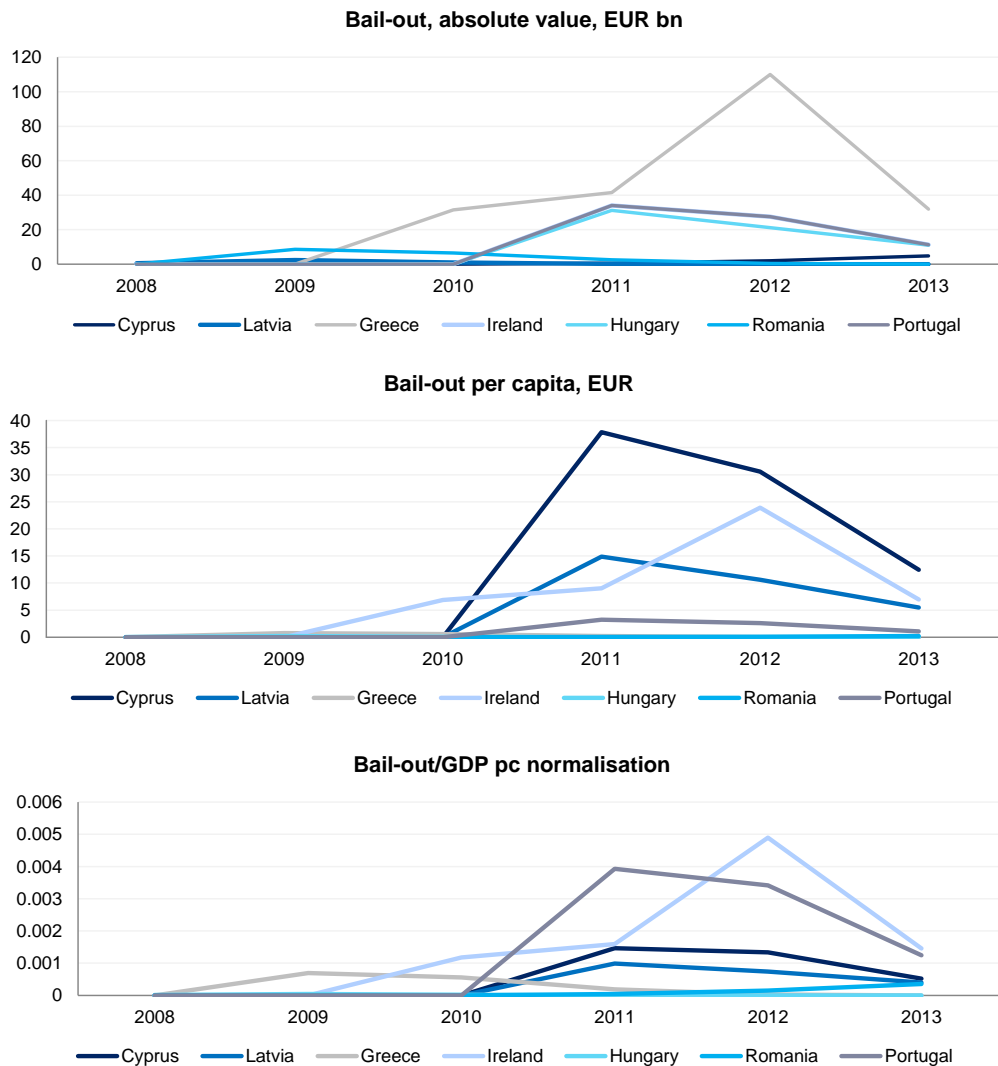 Bail-out, absolute value, EUR bn
120
100
80
60
40
20
0
2008 2009 2010 2011 2012 2013
Cyprus Latvia Greece Ireland Hungary Romania Portugal
Bail-out per capita, EUR
40
35
30
25
20
15
10
5
0
2008 2009 2010 2011 2012 2013
Cyprus Latvia Greece Ireland Hungary Romania Portugal
Bail-out/GDP pc normalisation
0.006
0.005
0.004
0.003
0.002
0.001
0
2008 2009 2010 2011 2012 2013
Cyprus Latvia Greece Ireland Hungary Romania Portugal